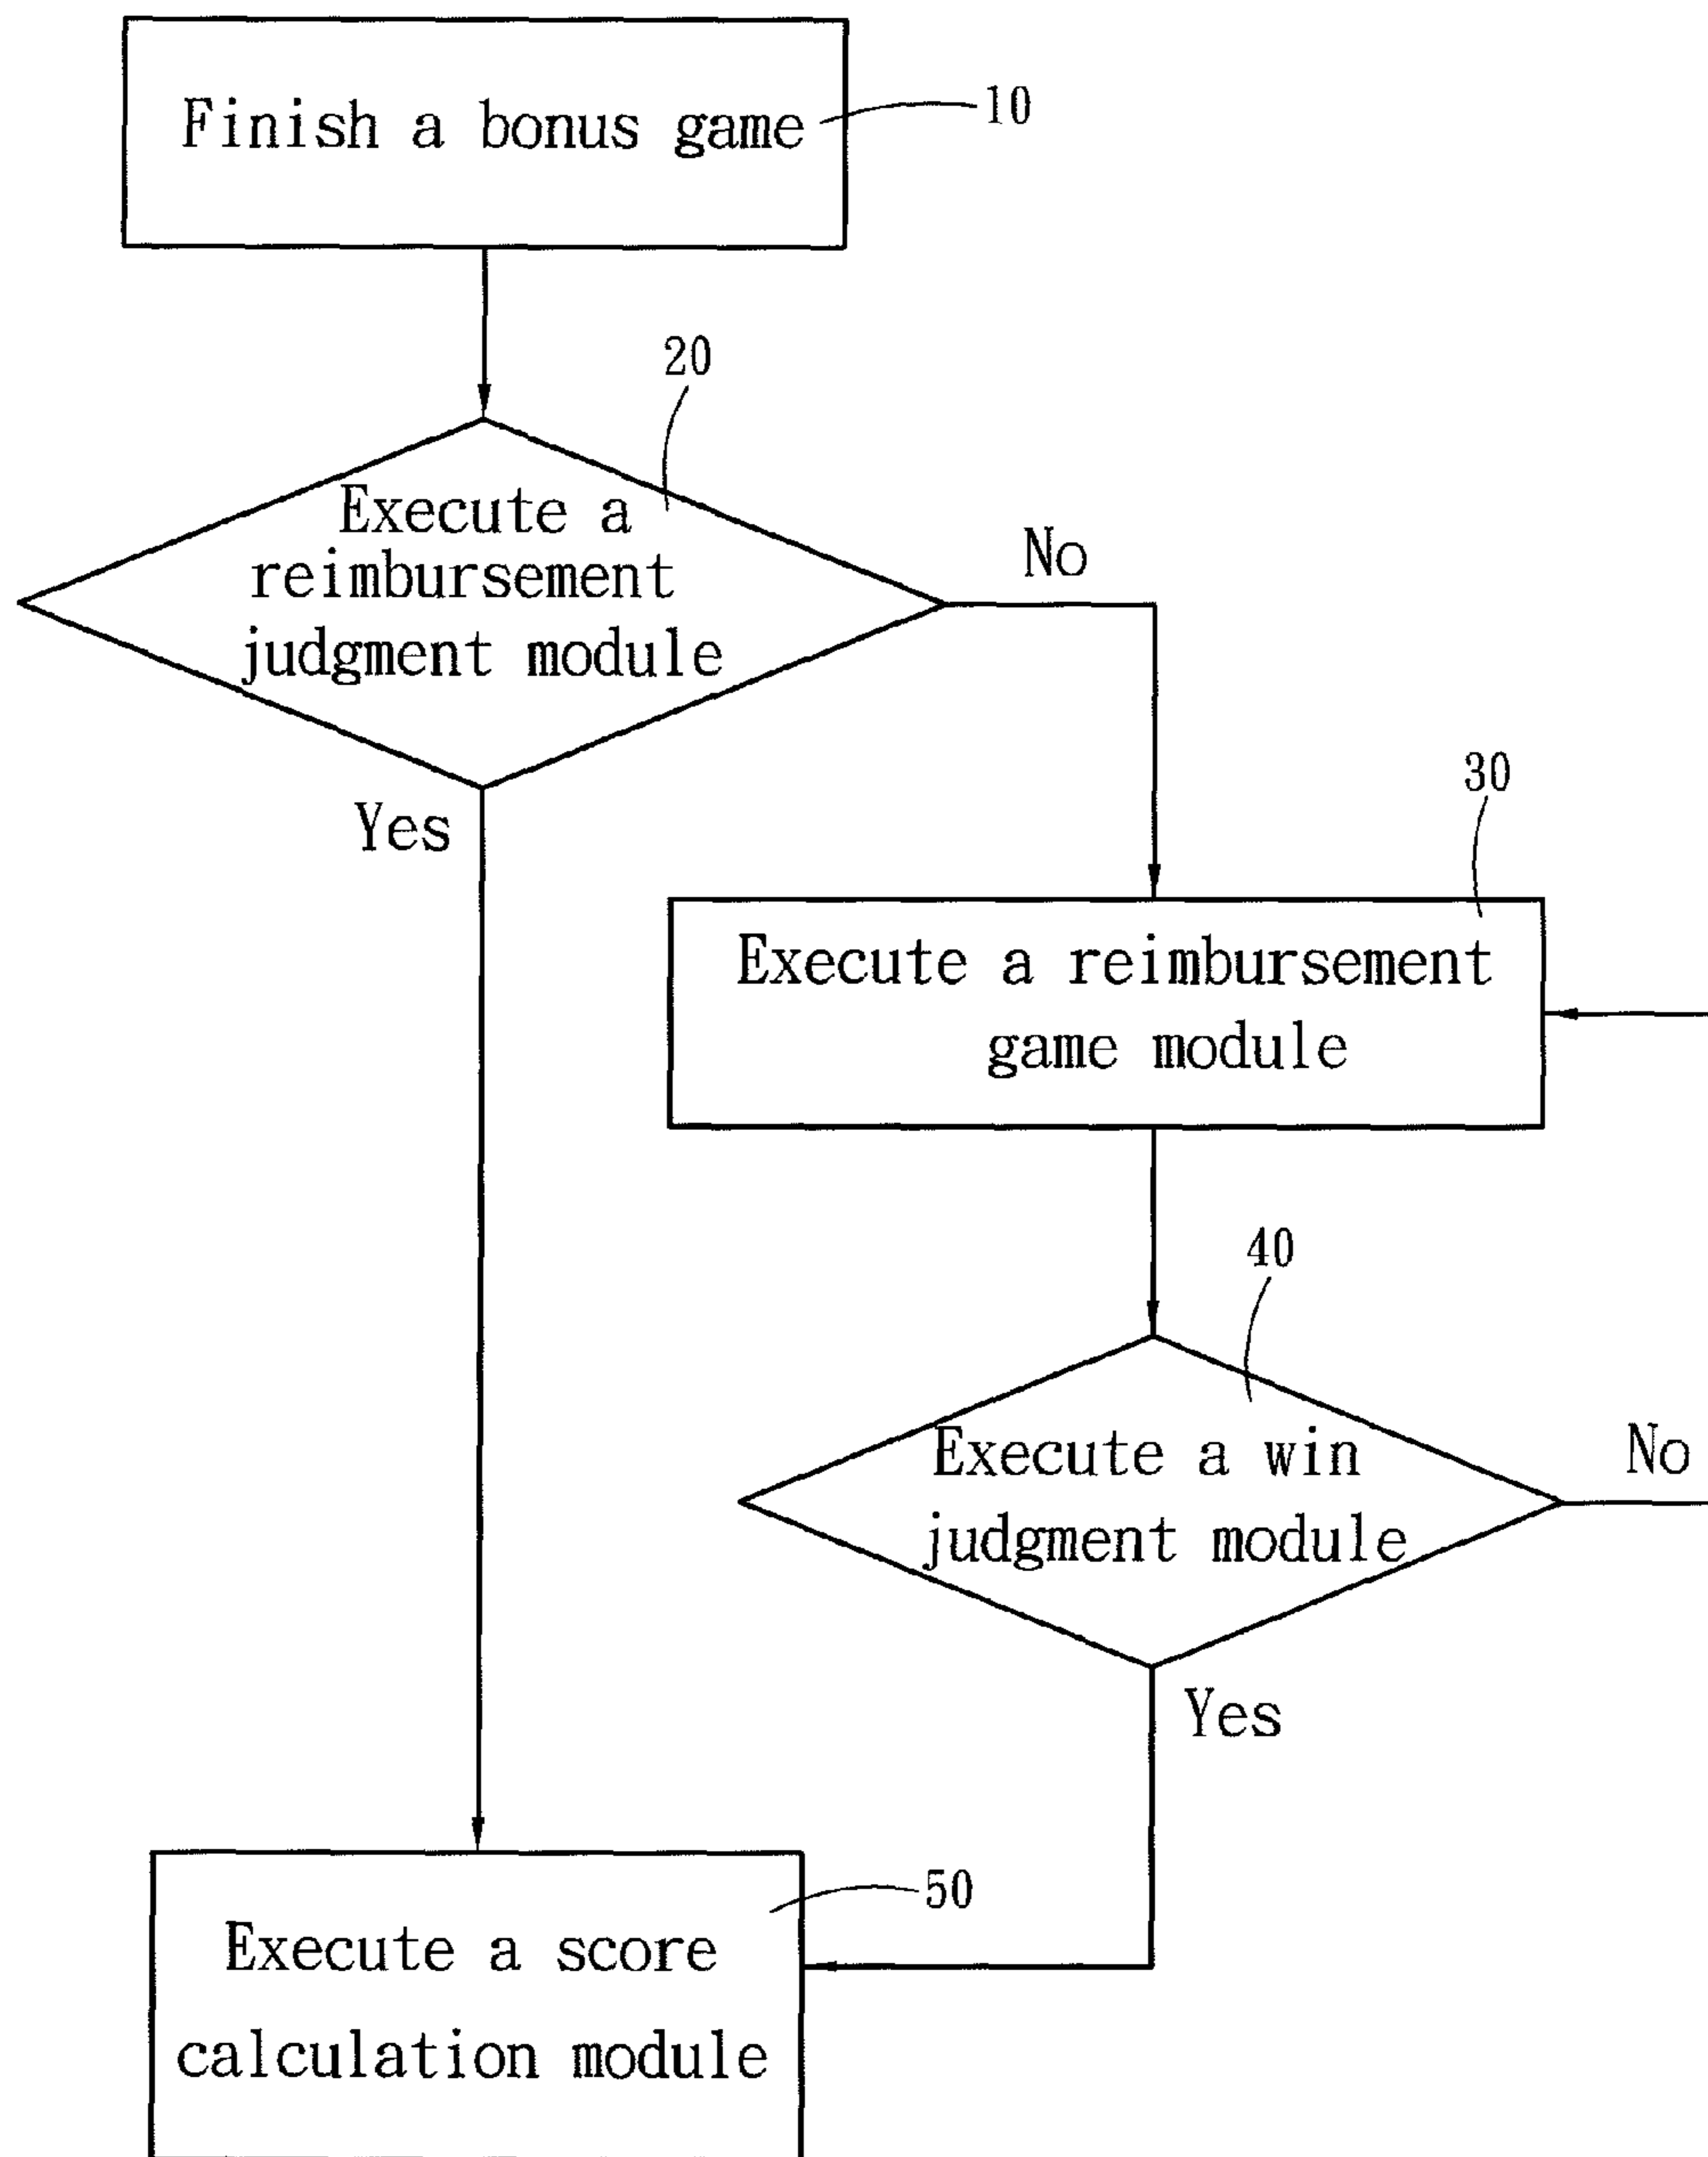 Finish a bonus game
10
20
Execute a
reimbursement
judgment module
No
Yes
30
Execute a reimbursement
game module
40
Execute a win
judgment module
No
Yes
50
Execute a score
calculation module